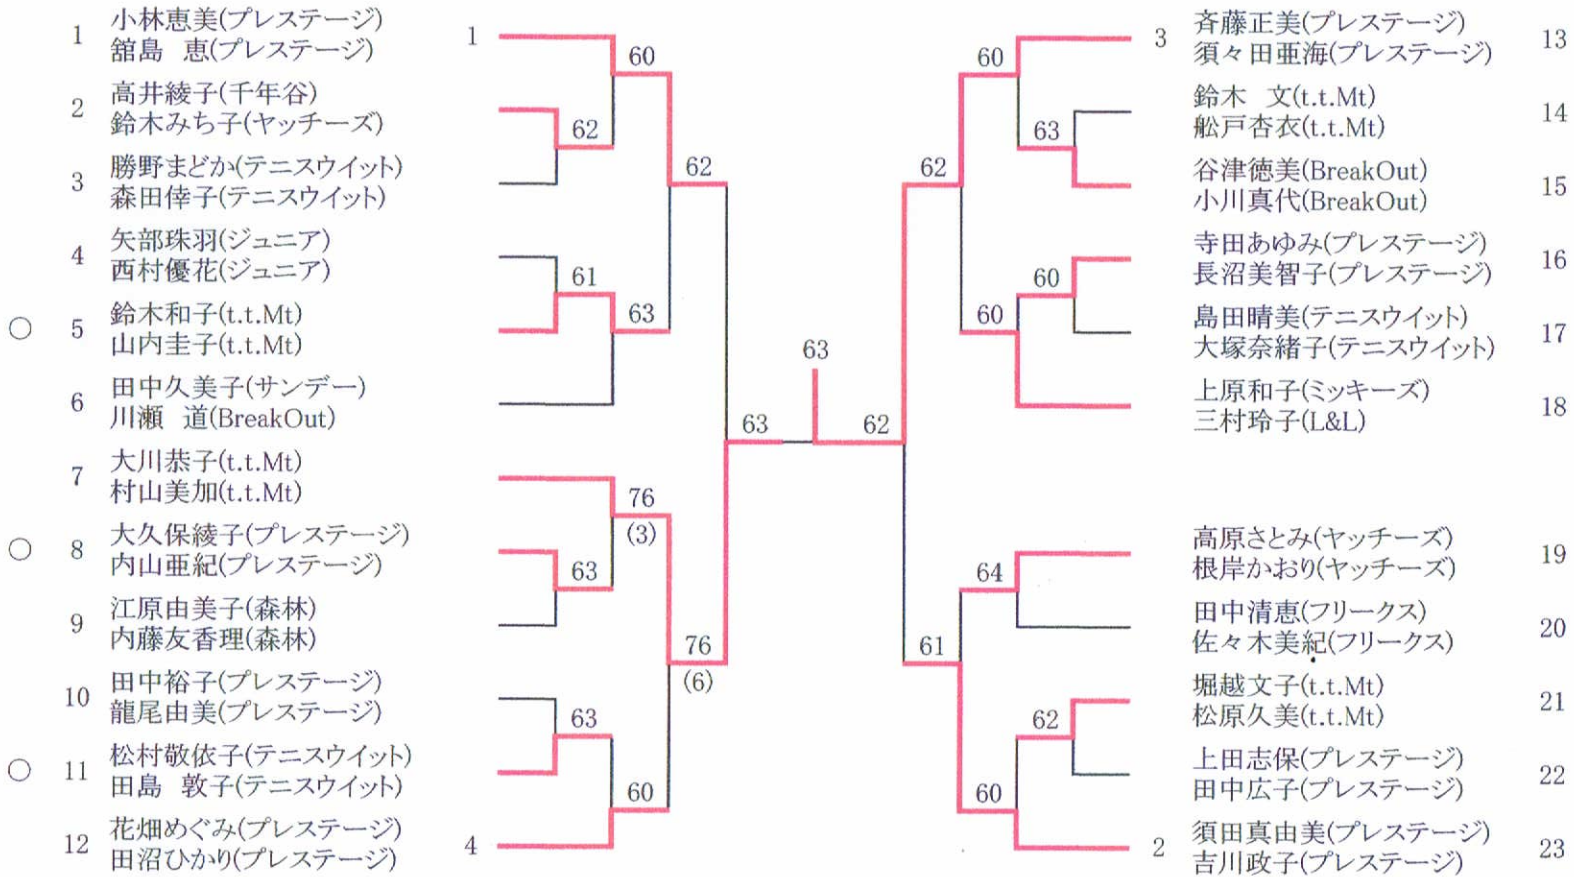 1 小林恵美(プレステージ)
舘島 恵(プレステージ)
1
2 高井綾子(千年谷)
鈴木みち子(ヤッチーズ)
3 勝野まどか(テニスウイット)
森田倖子(テニスウイット)
4 矢部珠羽(ジュニア)
西村優花(ジュニア)
○ 5 鈴木和子(t.t.Mt)
山内圭子(t.t.Mt)
6 田中久美子(サンデー)
川瀬 道(BreakOut)
7 大川恭子(t.t.Mt)
村山美加(t.t.Mt)
○ 8 大久保綾子(プレステージ)
内山亜紀(プレステージ)
9 江原由美子(森林)
内藤友香理(森林)
10 田中裕子(プレステージ)
龍尾由美(プレステージ)
○ 11 松村敬依子(テニスウイット)
田島 敦子(テニスウイット)
12 花畑めぐみ(プレステージ)
田沼ひかり(プレステージ)
4
60
62
62
61
63
63
76
(3)
63
76
(6)
63
60
63
62
60
63
62
60
60
64
61
62
60
3
斉藤正美(プレステージ)
須々田亜海(プレステージ) 13
鈴木 文(t.t.Mt)
舩戸杏衣(t.t.Mt) 14
谷津徳美(BreakOut)
小川真代(BreakOut) 15
寺田あゆみ(プレステージ)
長沼美智子(プレステージ) 16
島田晴美(テニスウイット)
大塚奈緒子(テニスウイット) 17
上原和子(ミッキーズ)
三村玲子(L&L) 18
高原さとみ(ヤッチーズ)
根岸かおり(ヤッチーズ) 19
田中清恵(フリークス)
佐々木美紀(フリークス) 20
堀越文子(t.t.Mt)
松原久美(t.t.Mt) 21
上田志保(プレステージ)
田中広子(プレステージ) 22
2
須田真由美(プレステージ)
吉川政子(プレステージ) 23